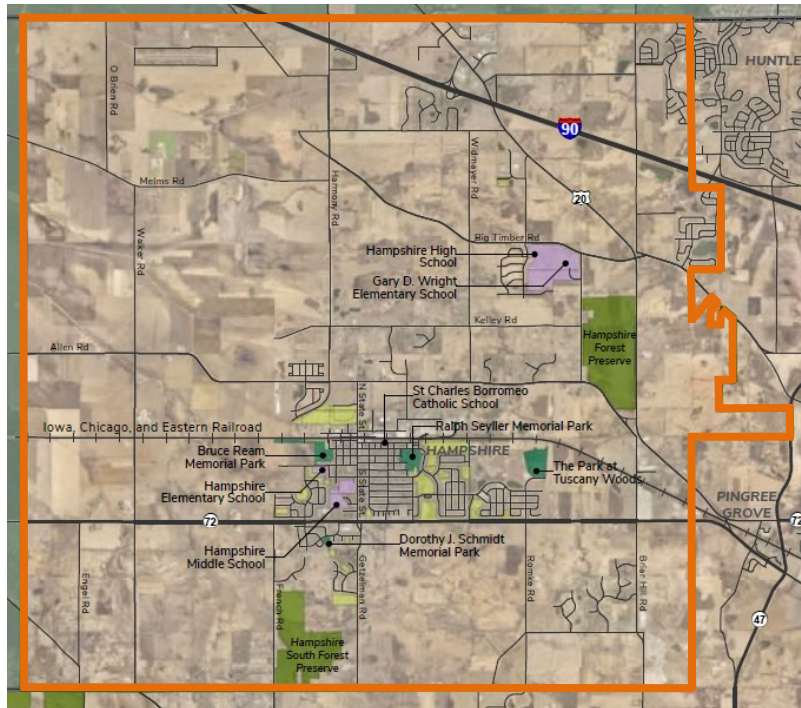 HUNTLE
O Brien Rd
90
Widmayer Rd
Melms Rd
Harmony Rd
20
Walker Rd
Big Timber Rd
Hampshire High
School
Gary D. Wright
Elementary School
Kelley Rd
Hampshire
Forest
Preserve
Allen Rd
N State St
St Charles Borromeo
Catholic School
Iowa, Chicago, and Eastern Railroad
Ralph Seyller Memorial Park
Bruce Ream
Memorial Park
HAMPSHIRE
The Park at
Tuscany Woods
Hampshire
Elementary School
S State St
PINGREE
GROVE
72
72
Hampshire
Middle School
Dorothy J. Schmidt
Memorial Park
Engel Rd
French Rd
Getzelman Rd
Romke Rd
Briar Hill Rd
47
Hampshire
South Forest
Preserve